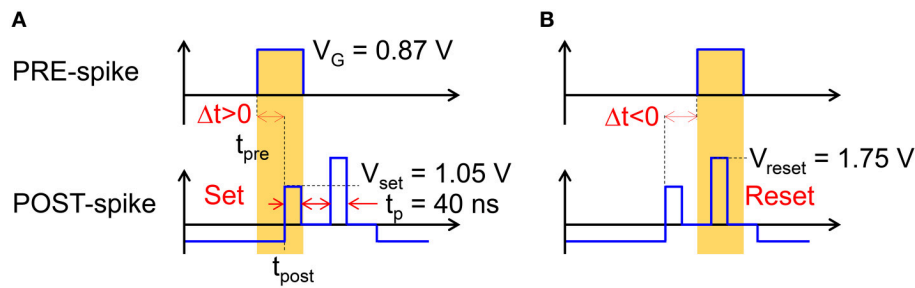 A
PRE-spike
V_G = 0.87 V
Δt>0
t_pre
POST-spike
Set
V_set = 1.05 V
t_p = 40 ns
t_post
B
Δt<0
V_reset = 1.75 V
Reset